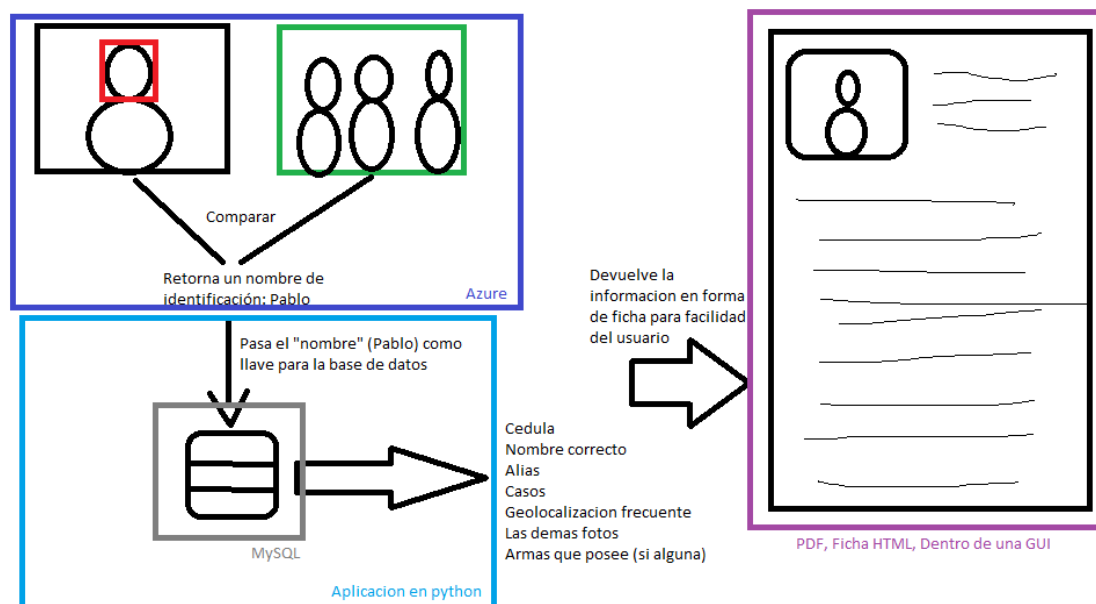 Comparar
Retorna un nombre de
identificación: Pablo
Azure
Pasa el "nombre" (Pablo) como
llave para la base de datos
MySQL
Aplicacion en python
Cedula
Nombre correcto
Alias
Casos
Geolocalizacion frecuente
Las demas fotos
Armas que posee (si alguna)
Devuelve la
informacion en forma
de ficha para facilidad
del usuario
PDF, Ficha HTML, Dentro de una GUI